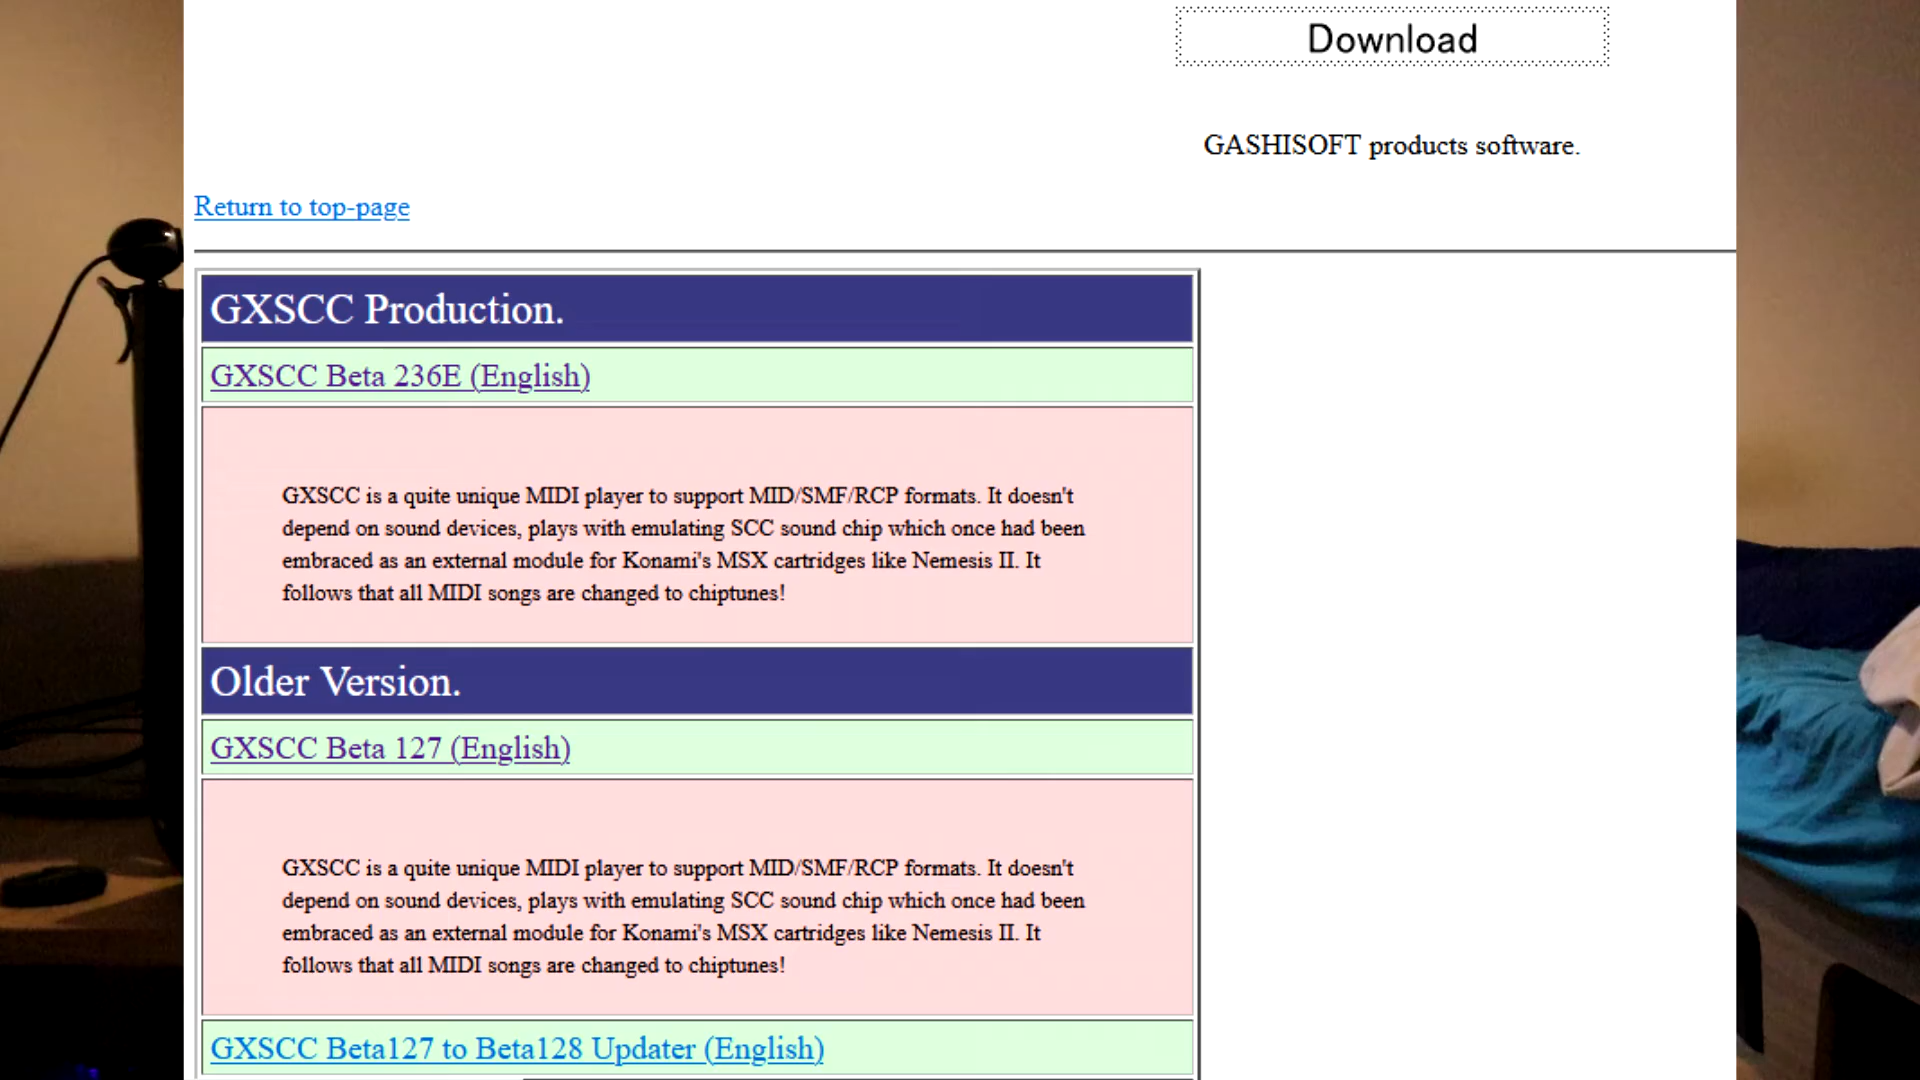 Download
GASHISOFT products software.
Return to top-page
GXSCC Production.
GXSCC Beta 236E (English)
GXSCC is a quite unique MIDI player to support MID/SMF/RCP formats. It doesn't
depend on sound devices, plays with emulating SCC sound chip which once had been
embraced as an external module for Konami's MSX cartridges like Nemesis II. It
follows that all MIDI songs are changed to chiptunes!
Older Version.
GXSCC Beta 127 (English)
GXSCC is a quite unique MIDI player to support MID/SMF/RCP formats. It doesn't
depend on sound devices, plays with emulating SCC sound chip which once had been
embraced as an external module for Konami's MSX cartridges like Nemesis II. It
follows that all MIDI songs are changed to chiptunes!
GXSCC Beta127 to Beta128 Updater (English)